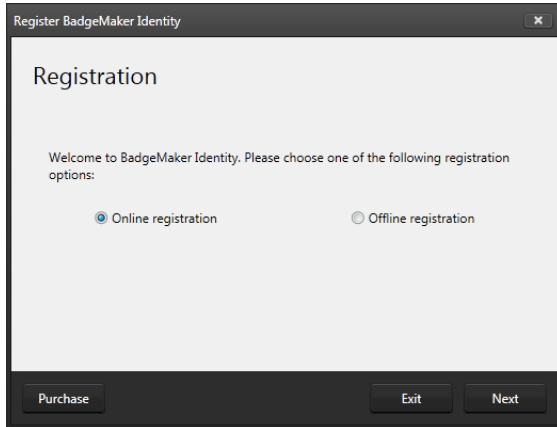 Register BadgeMaker Identity
Registration
Welcome to BadgeMaker Identity. Please choose one of the following registration
options:
Online registration
Offline registration
Purchase
Exit
Next